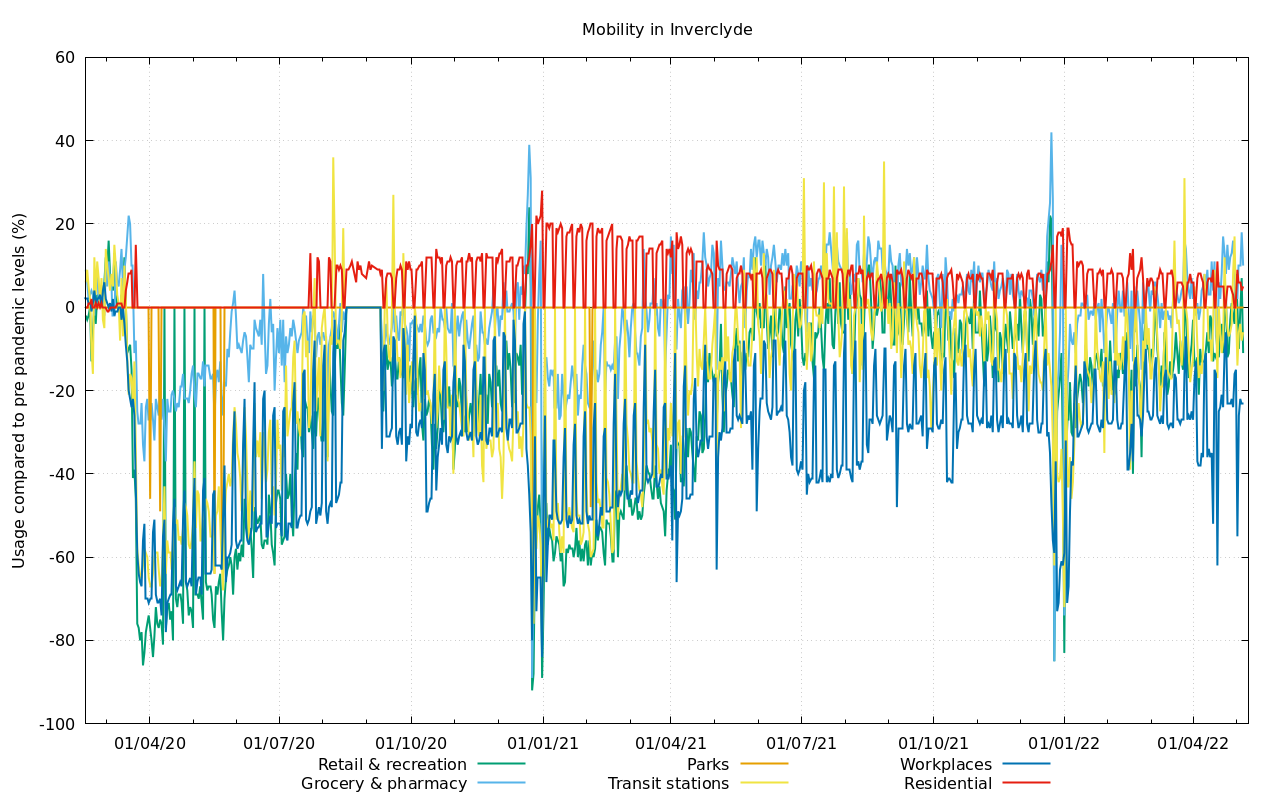 Mobility in Inverclyde
Usage compared to pre pandemic levels (%)
60
40
20
0
-20
-40
-60
-80
-100
01/04/20 01/07/20 01/10/20 01/01/21 01/04/21 01/07/21 01/10/21 01/01/22 01/04/22
Retail & recreation Parks Workplaces
Grocery & pharmacy Transit stations Residential